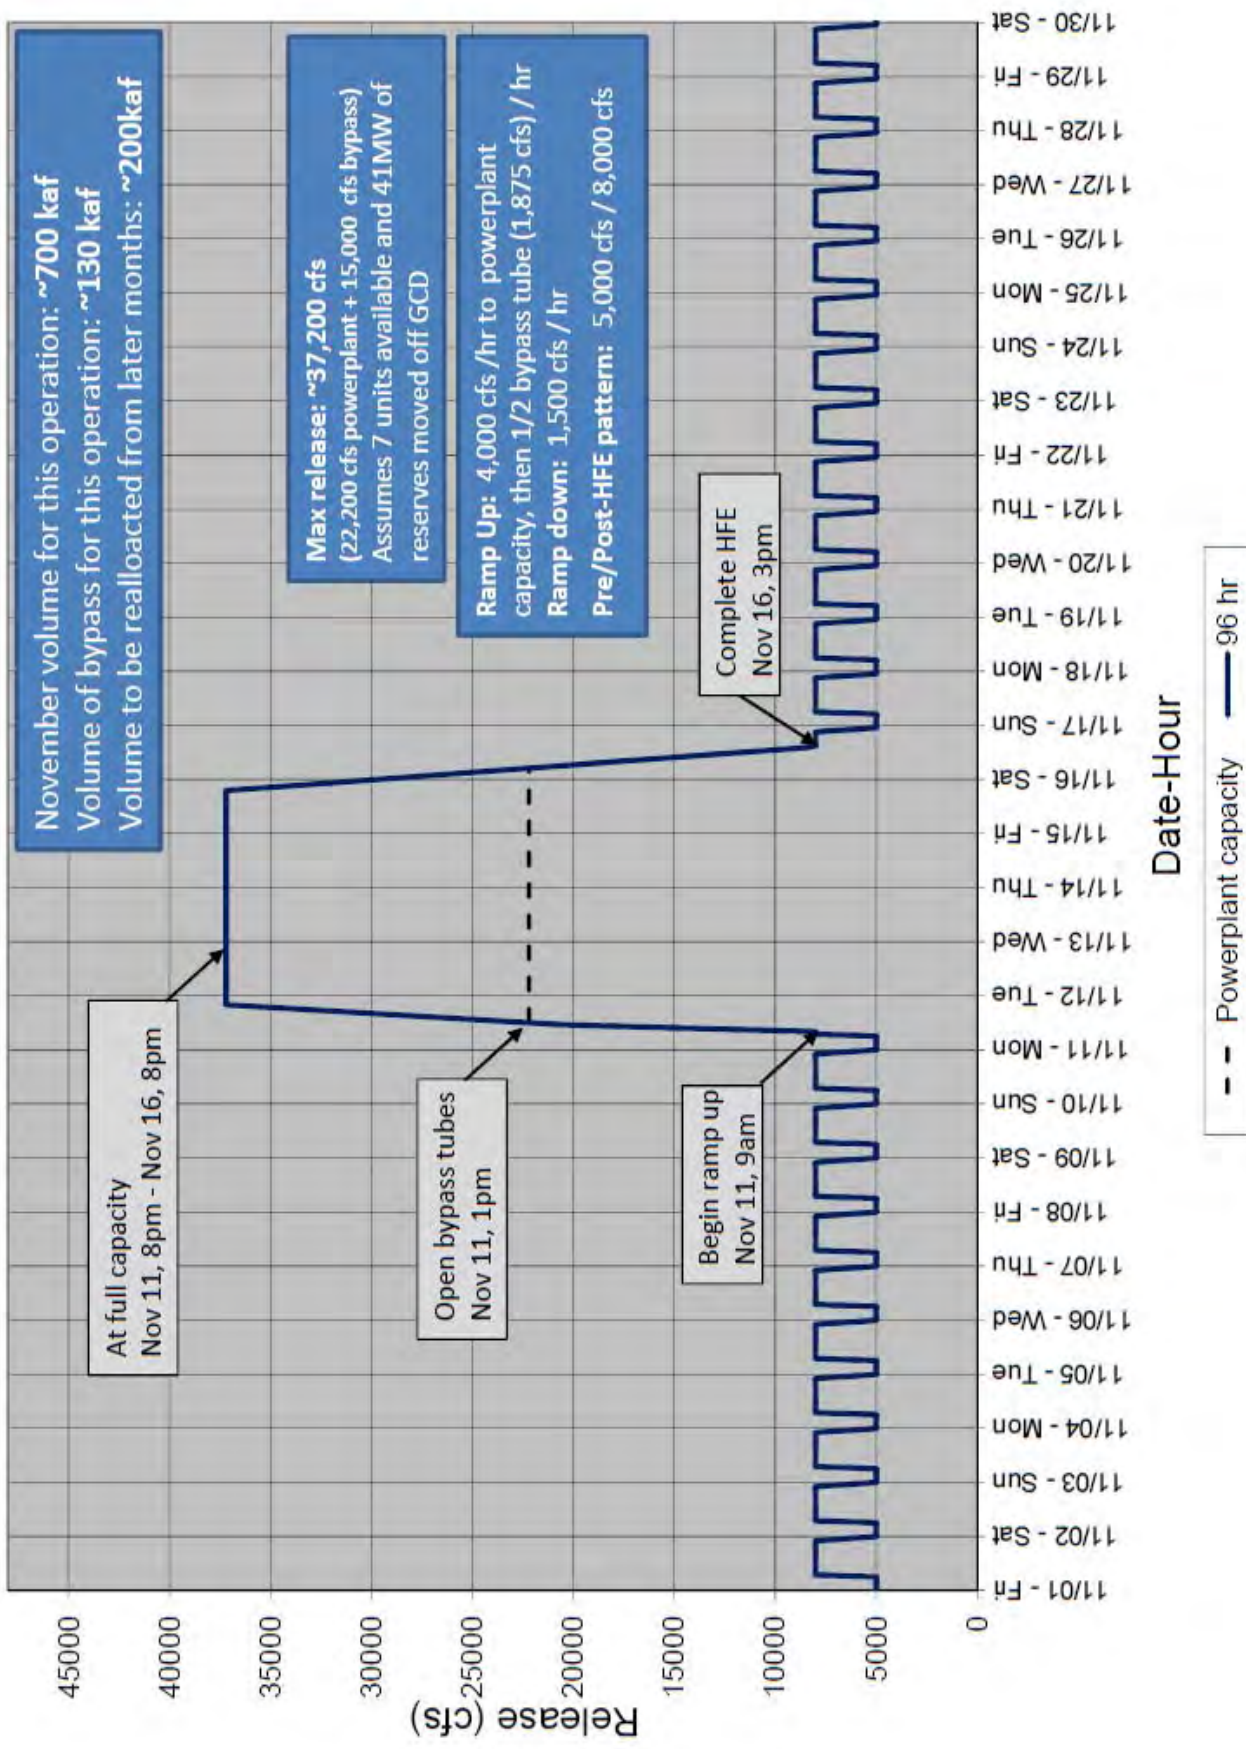 November volume for this operation: ~700 kaf
Volume of bypass for this operation: ~130 kaf
Volume to be realloacted from later months: ~200kaf
Max release: ~37,200 cfs
(22,200 cfs powerplant + 15,000 cfs bypass)
Assumes 7 units available and 41MW of
reserves moved off GCD
Ramp Up: 4,000 cfs /hr to powerplant
capacity, then 1/2 bypass tube (1,875 cfs) / hr
Ramp down: 1,500 cfs / hr
Pre/Post-HFE pattern: 5,000 cfs / 8,000 cfs
At full capacity
Nov 11, 8pm - Nov 16, 8pm
Open bypass tubes
Nov 11, 1pm
Begin ramp up
Nov 11, 9am
Complete HFE
Nov 16, 3pm
Release (cfs)
45000
40000
35000
30000
25000
20000
15000
10000
5000
0
11/01 - Fri
11/02 - Sat
11/03 - Sun
11/04 - Mon
11/05 - Tue
11/06 - Wed
11/07 - Thu
11/08 - Fri
11/09 - Sat
11/10 - Sun
11/11 - Mon
11/12 - Tue
11/13 - Wed
11/14 - Thu
11/15 - Fri
11/16 - Sat
11/17 - Sun
11/18 - Mon
11/19 - Tue
11/20 - Wed
11/21 - Thu
11/22 - Fri
11/23 - Sat
11/24 - Sun
11/25 - Mon
11/26 - Tue
11/27 - Wed
11/28 - Thu
11/29 - Fri
11/30 - Sat
Date-Hour
Powerplant capacity
96 hr